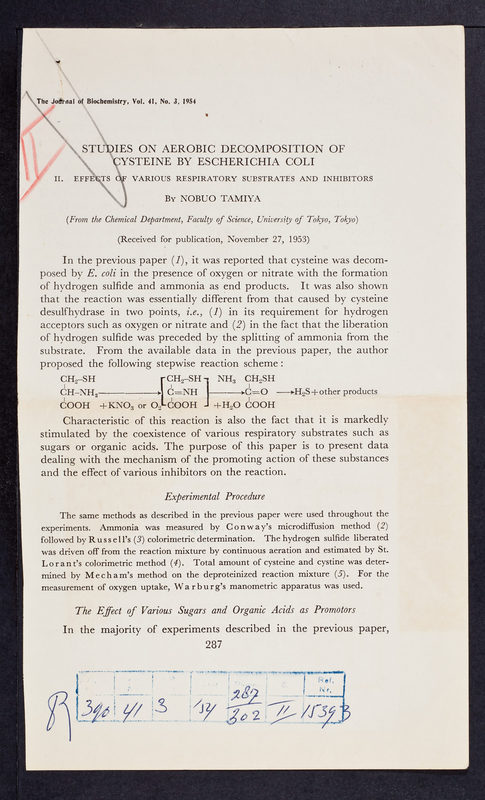 The Journal of Biochemistry, Vol. 41, No. 3, 1954
II
STUDIES ON AEROBIC DECOMPOSITION OF
CYSTEINE BY ESCHERICHIA COLI
II. EFFECTS OF VARIOUS RESPIRATORY SUBSTRATES AND INHIBITORS
By NOBUO TAMIYA
(From the Chemical Department, Faculty of Science, University of Tokyo, Tokyo)
(Received for publication, November 27, 1953)
In the previous paper (1), it was reported that cysteine was decom-
posed by E. coli in the presence of oxygen or nitrate with the formation
of hydrogen sulfide and ammonia as end products. It was also shown
that the reaction was essentially different from that caused by cysteine
desulfhydrase in two points, i.e., (1) in its requirement for hydrogen
acceptors such as oxygen or nitrate and (2) in the fact that the liberation
of hydrogen sulfide was preceded by the splitting of ammonia from the
substrate. From the available data in the previous paper, the author
proposed the following stepwise reaction scheme:
CH₂-SH [CH₂-SH] NH₃ CH₂SH
CH-NH₂ → [C=NH] → C=O → H₂S+other products
COOH +KNO₃ or O₂ [COOH] +H₂O COOH
Characteristic of this reaction is also the fact that it is markedly
stimulated by the coexistence of various respiratory substrates such as
sugars or organic acids. The purpose of this paper is to present data
dealing with the mechanism of the promoting action of these substances
and the effect of various inhibitors on the reaction.
Experimental Procedure
The same methods as described in the previous paper were used throughout the
experiments. Ammonia was measured by Conway's microdiffusion method (2)
followed by Russell's (3) colorimetric determination. The hydrogen sulfide liberated
was driven off from the reaction mixture by continuous aeration and estimated by St.
Lorant's colorimetric method (4). Total amount of cysteine and cystine was deter-
mined by Mecham's method on the deproteinized reaction mixture (5). For the
measurement of oxygen uptake, Warburg's manometric apparatus was used.
The Effect of Various Sugars and Organic Acids as Promotors
In the majority of experiments described in the previous paper,
287
Ref. Nr.
R 390 41 3 '54 287 302 II 15393